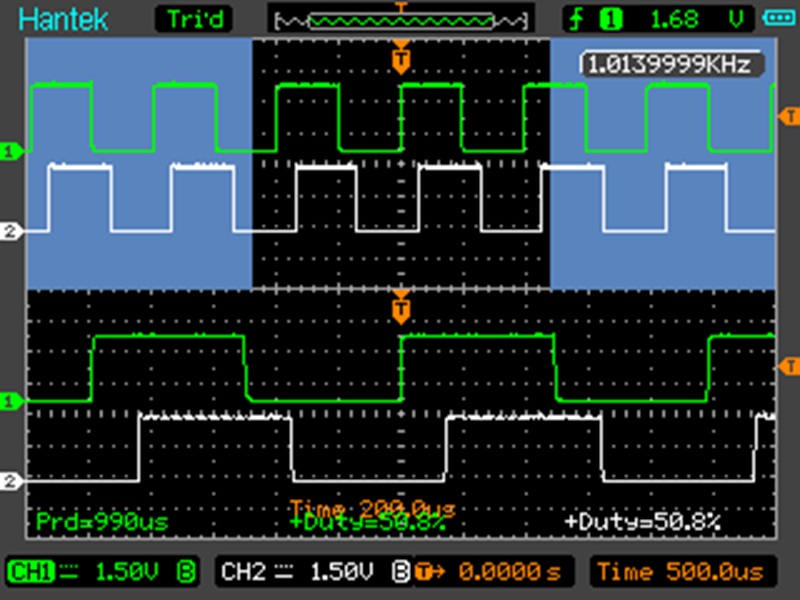 Hantek Tri'd T 1 1.68 V
T 1.0139999KHz
T
1
2
T
T
1
2
Time 200.0us
Prd=990us +Duty=50.8% +Duty=50.8%
CH1 1.50V B CH2 1.50V B T→ 0.0000 s Time 500.0us